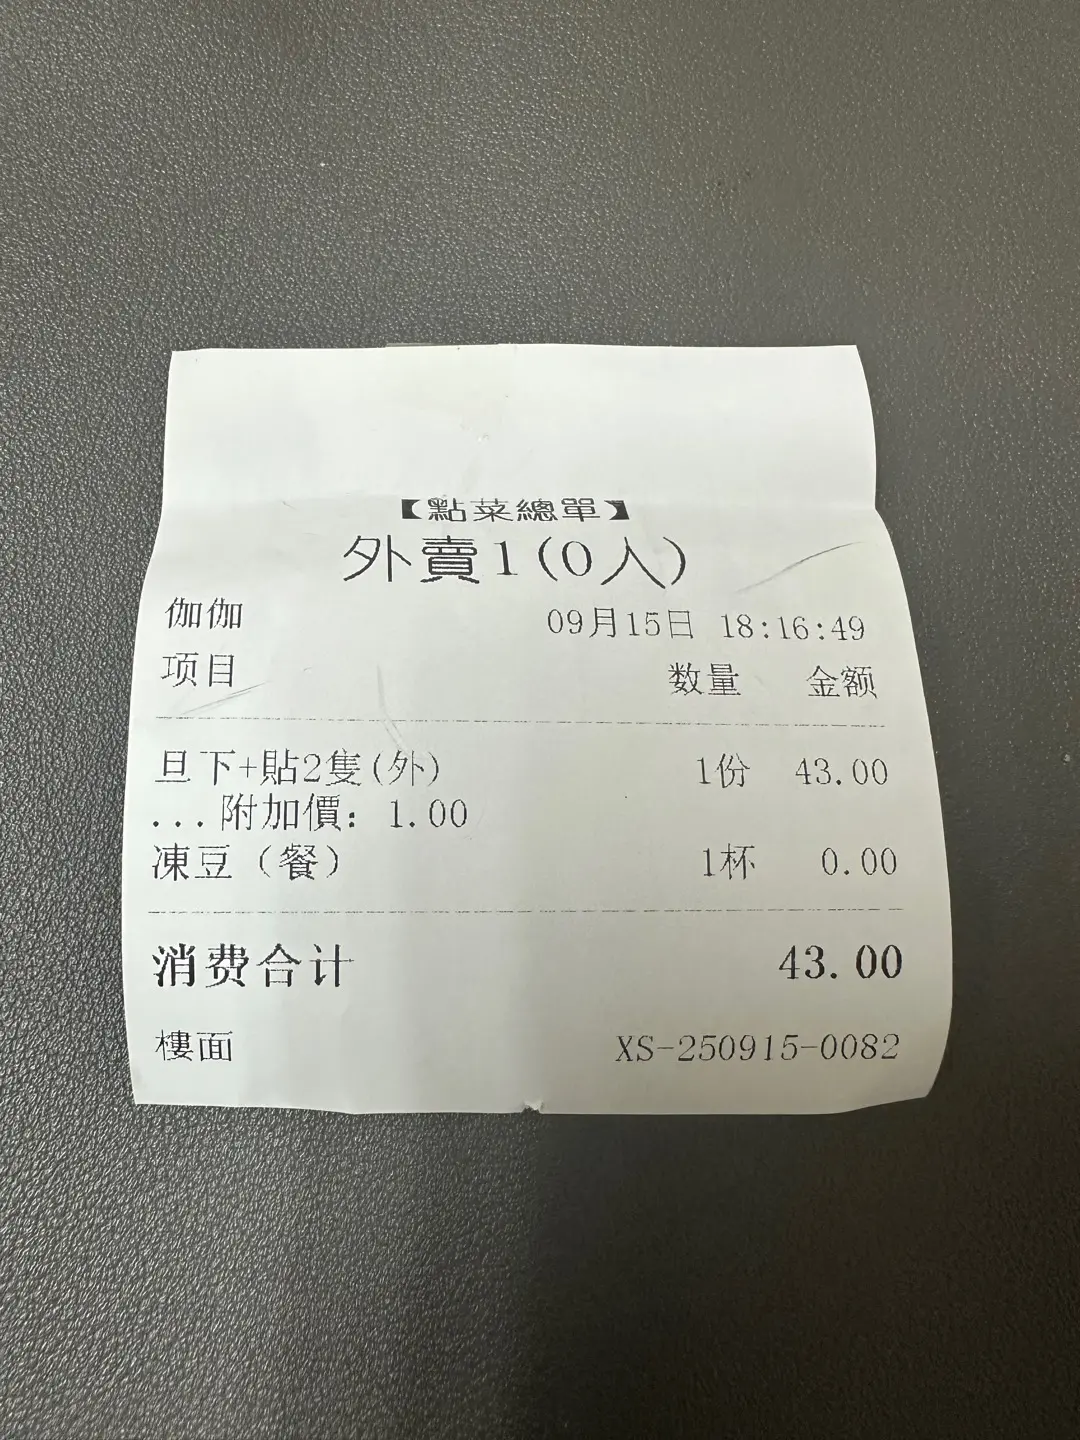 【點菜總單】
外賣1(0人)
伽伽 09月15日 18:16:49
项目 数量 金额
旦下+貼2隻(外) 1份 43.00
...附加價: 1.00
凍豆（餐） 1杯 0.00
消费合计 43.00
樓面 XS-250915-0082